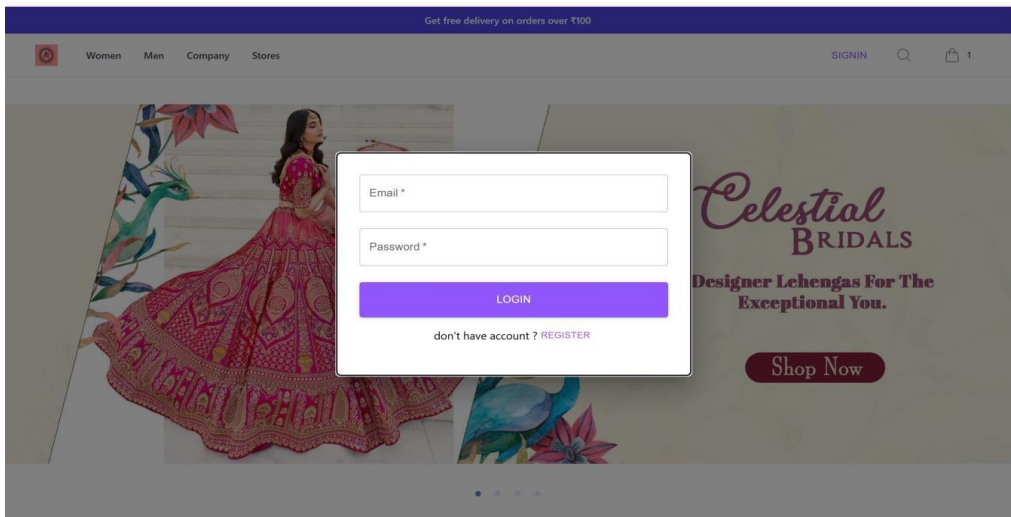 Get free delivery on orders over ₹100
Women Men Company Stores SIGNIN 1
Email *
Password *
LOGIN
don't have account ? REGISTER
Celestial
BRIDALS
Designer Lehengas For The
Exceptional You.
Shop Now